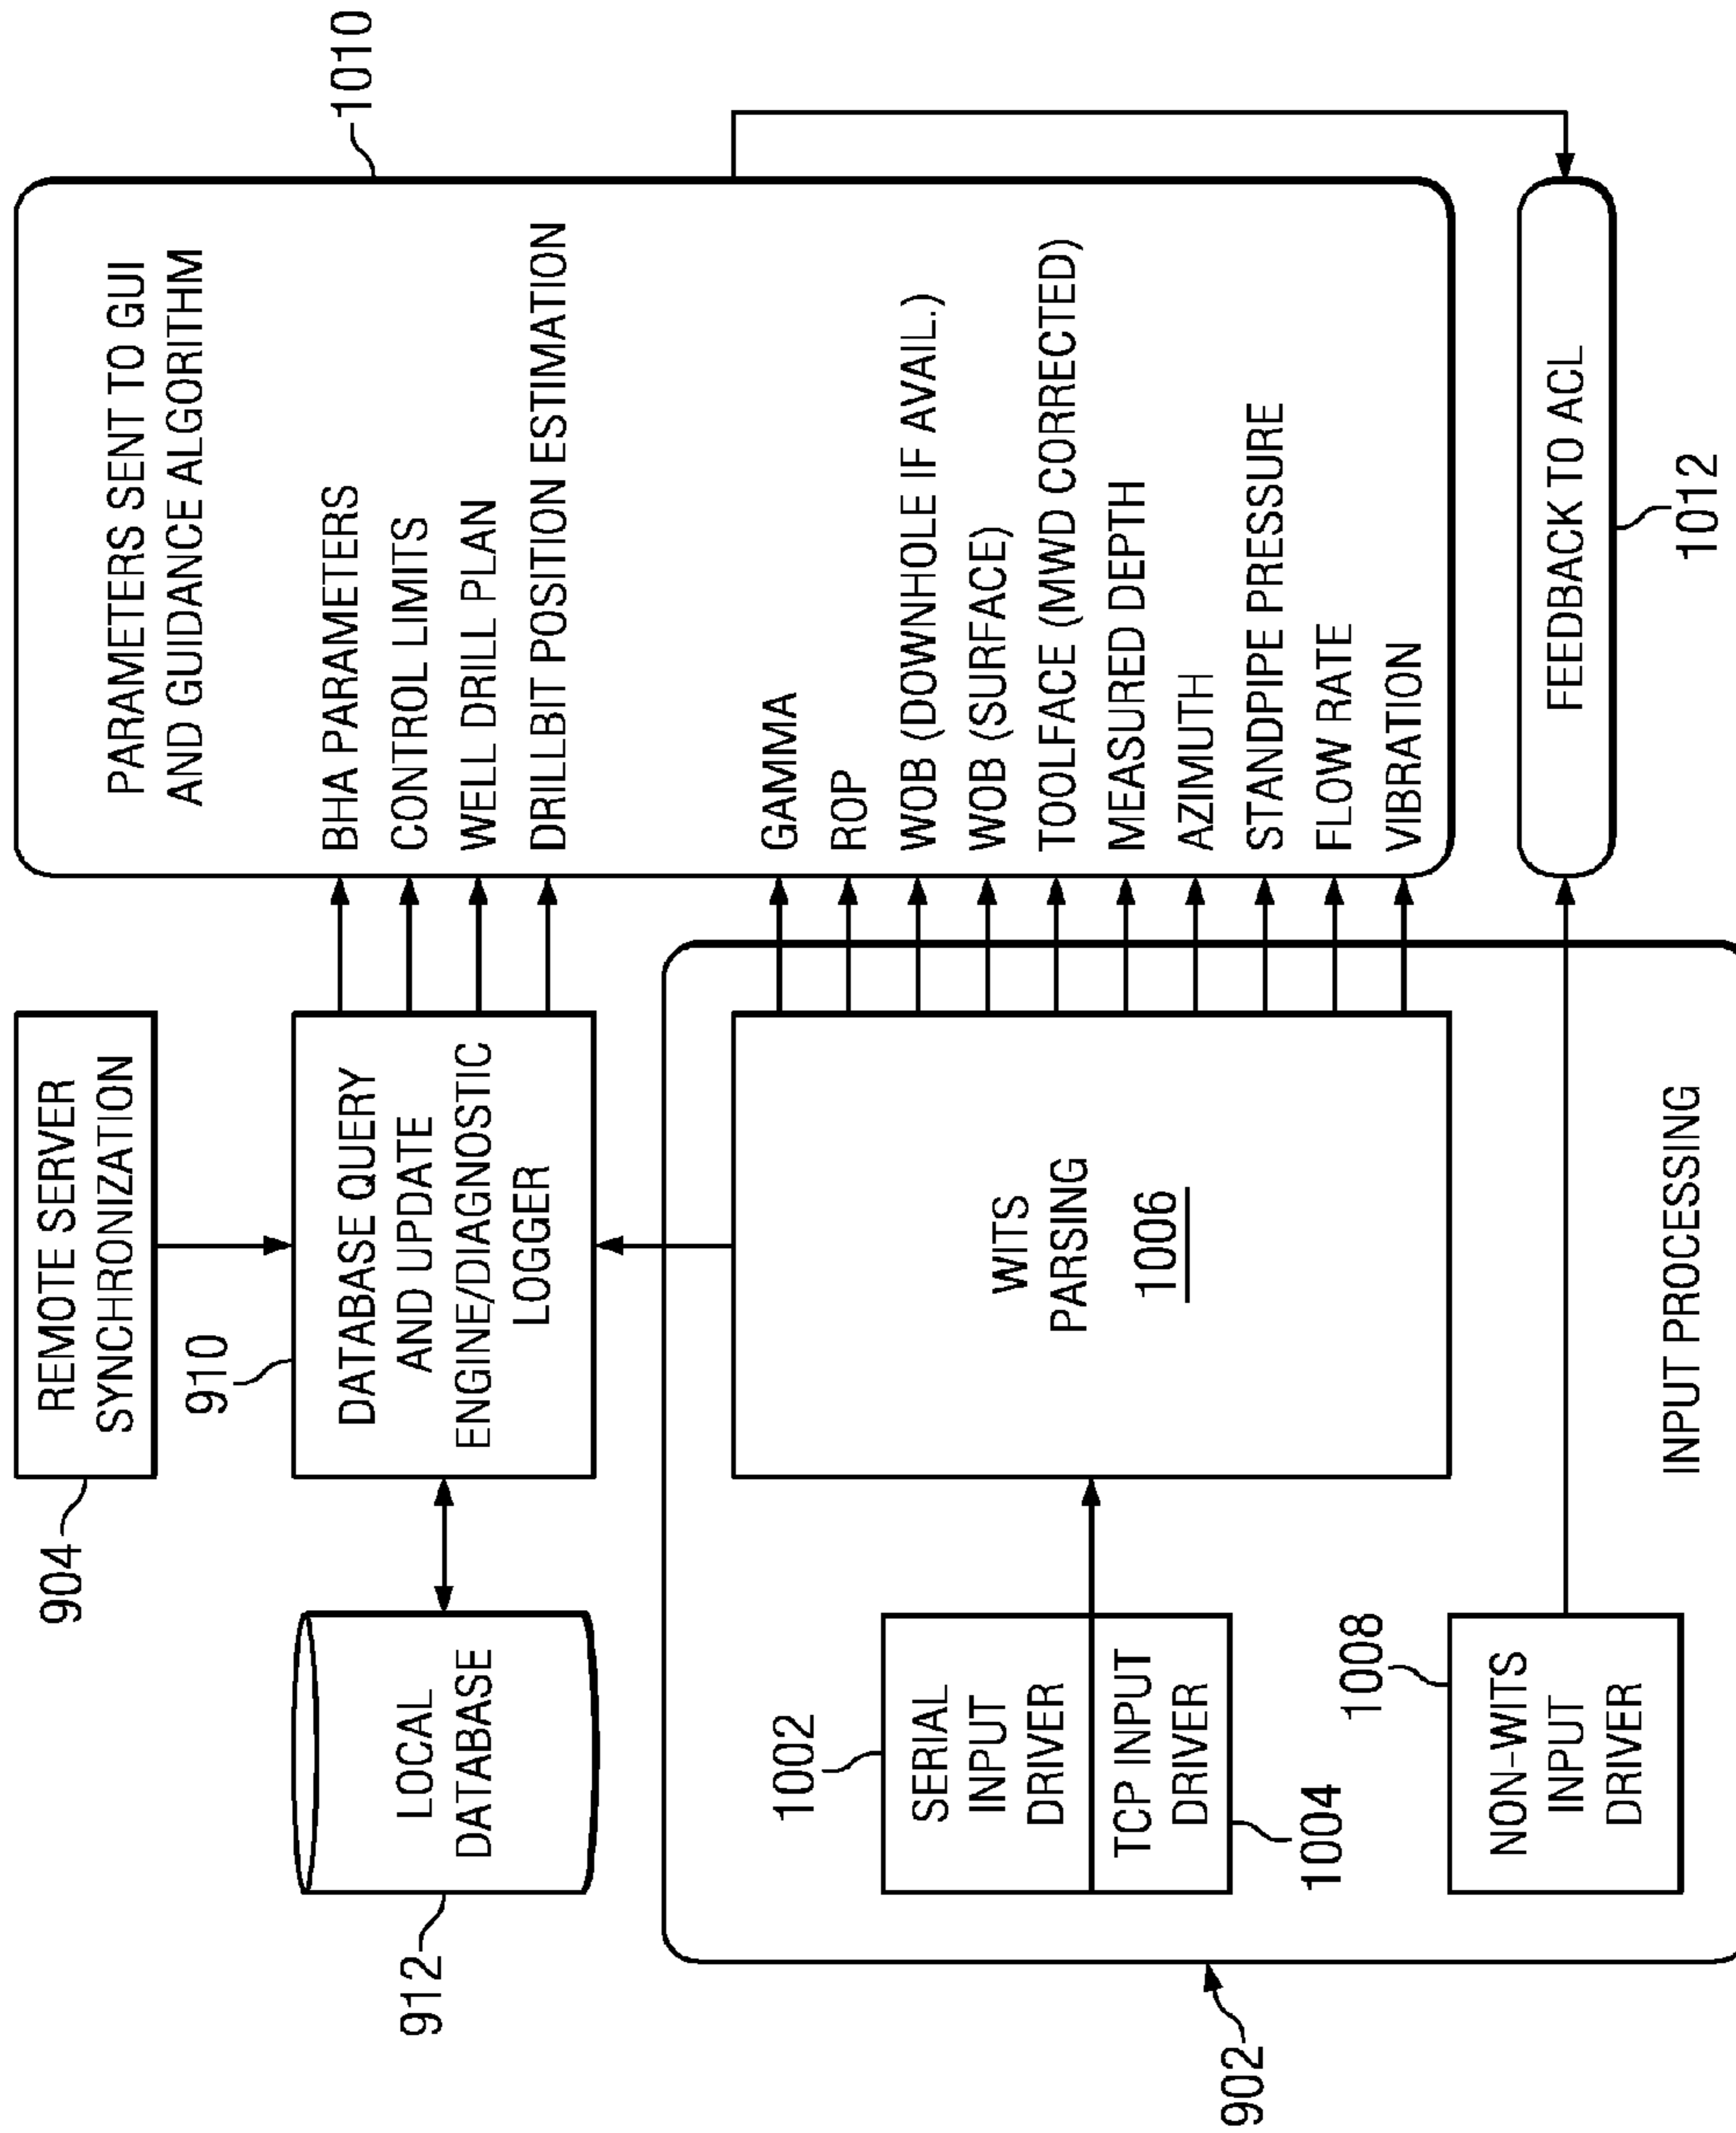 904
REMOTE SERVER
SYNCHRONIZATION
912
LOCAL
DATABASE
910
DATABASE QUERY
AND UPDATE
ENGINE/DIAGNOSTIC
LOGGER
PARAMETERS SENT TO GUI
AND GUIDANCE ALGORITHM
BHA PARAMETERS
CONTROL LIMITS
WELL DRILL PLAN
DRILLBIT POSITION ESTIMATION
GAMMA
ROP
WOB (DOWNHOLE IF AVAIL.)
WOB (SURFACE)
TOOLFACE (MWD CORRECTED)
MEASURED DEPTH
AZIMUTH
STANDPIPE PRESSURE
FLOW RATE
VIBRATION
1010
902
1002
SERIAL
INPUT
DRIVER
TCP INPUT
DRIVER
1004
WITS
PARSING
1006
1008
NON-WITS
INPUT
DRIVER
INPUT PROCESSING
FEEDBACK TO ACL
1012